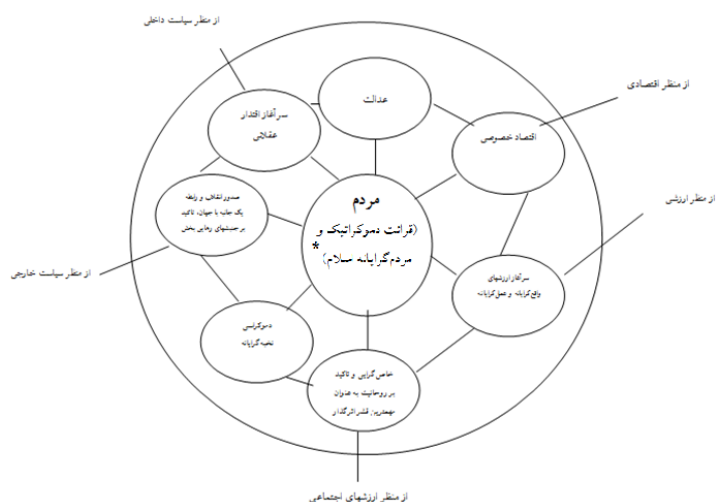 از منظر سیاست داخلی
عدالت
از منظر اقتصادی
سرآغاز اقتدار
عقلانی
اقتصاد خصوصی
مردم
(قرائت دموکراتیک و
مردم‌گرایانه اسلام) *
صدور انقلاب و رابطه
یک جانبه با جهان، تاکید
بر جنبشهای رهایی بخش
از منظر ارزشی
از منظر سیاست خارجی
سرآغاز ارزشهای
واقع‌گرایانه و عمل‌گرایانه
دموکراسی
نخبه‌گرایانه
خاص‌گرایی و تاکید
بر روحانیت به عنوان
مهمترین قشر اثرگذار
از منظر ارزشهای اجتماعی